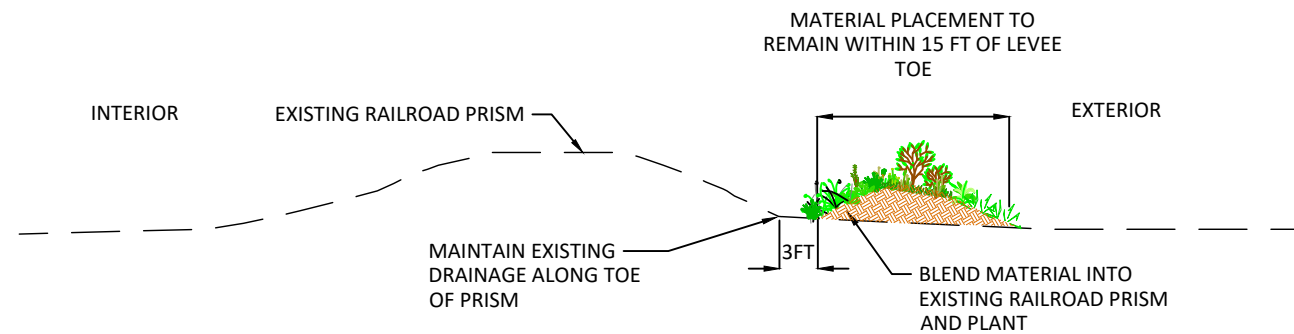 MATERIAL PLACEMENT TO
REMAIN WITHIN 15 FT OF LEVEE
TOE
INTERIOR
EXISTING RAILROAD PRISM
EXTERIOR
MAINTAIN EXISTING
DRAINAGE ALONG TOE
OF PRISM
3FT
BLEND MATERIAL INTO
EXISTING RAILROAD PRISM
AND PLANT